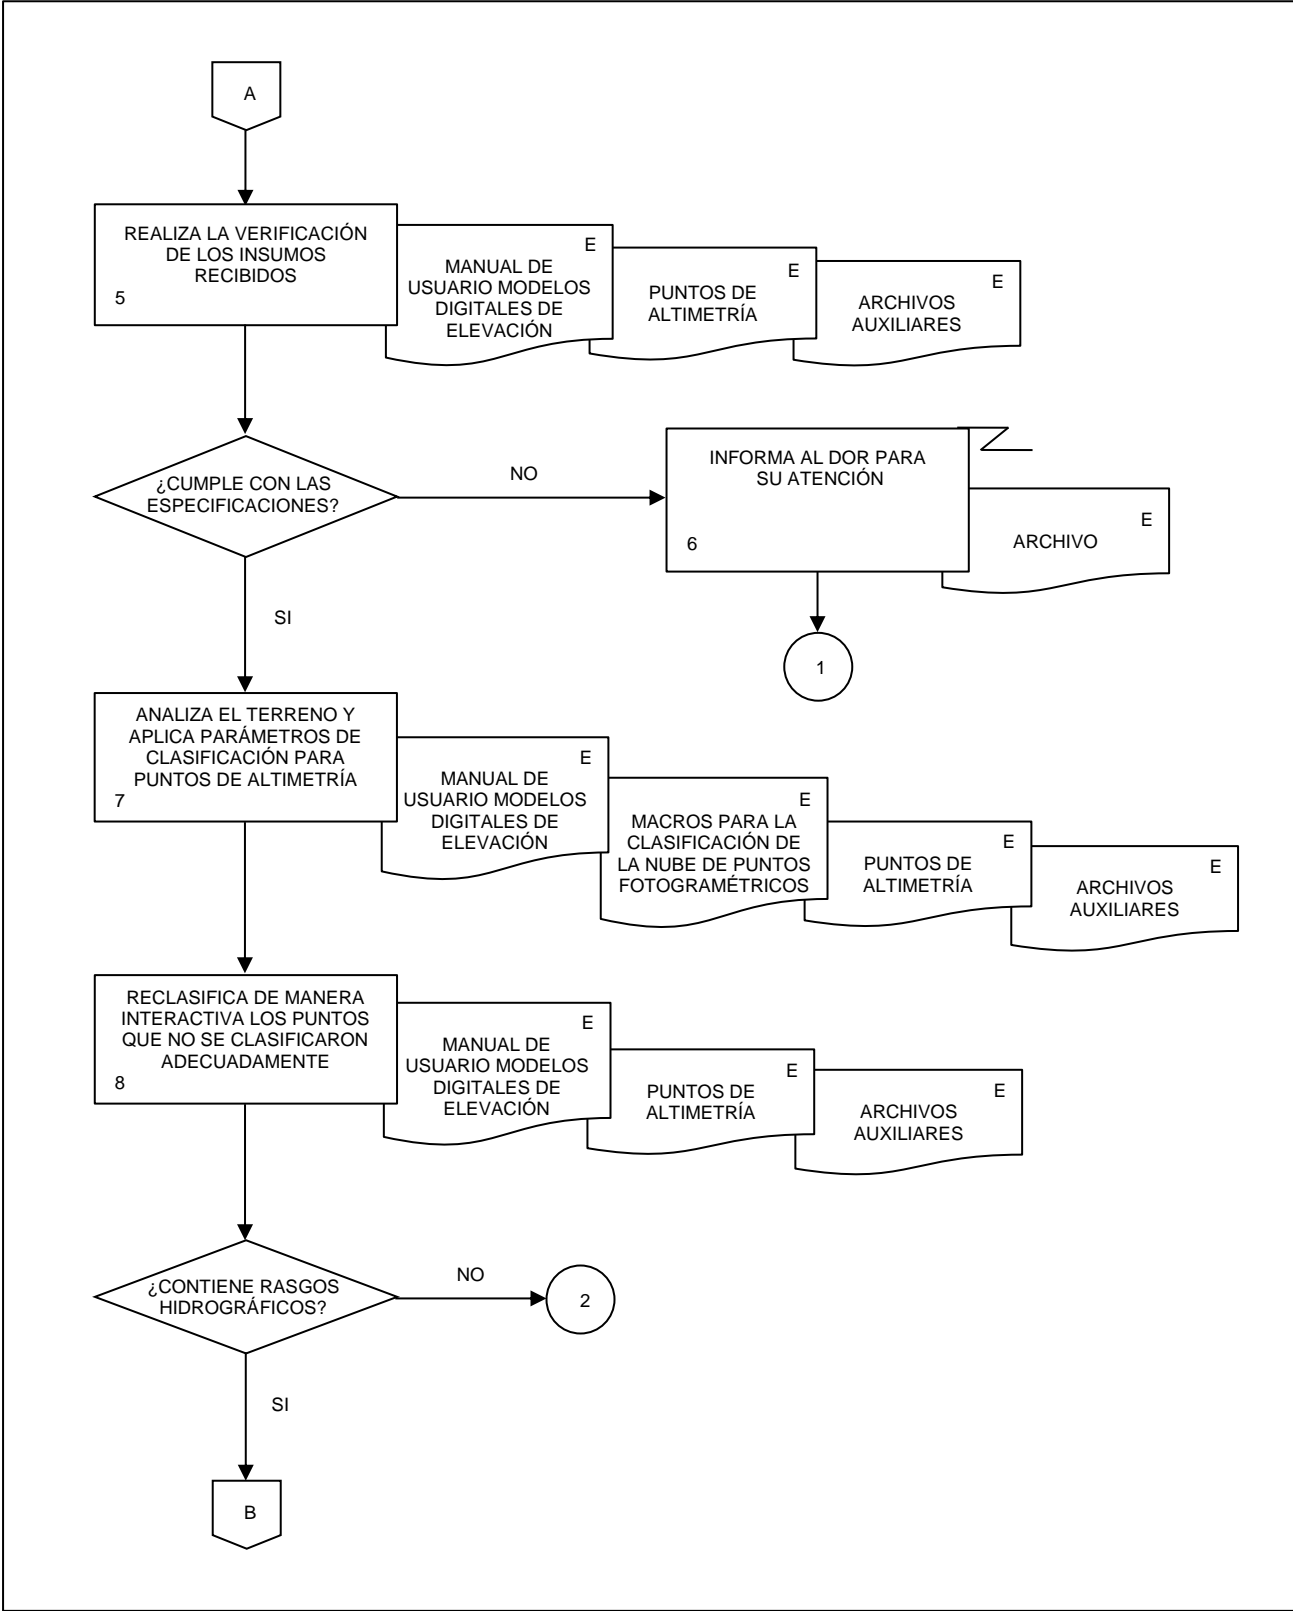 A
REALIZA LA VERIFICACIÓN
DE LOS INSUMOS
RECIBIDOS
5
E
MANUAL DE
USUARIO MODELOS
DIGITALES DE
ELEVACIÓN
E
PUNTOS DE
ALTIMETRÍA
E
ARCHIVOS
AUXILIARES
¿CUMPLE CON LAS
ESPECIFICACIONES?
NO
INFORMA AL DOR PARA
SU ATENCIÓN
6
E
ARCHIVO
1
SI
ANALIZA EL TERRENO Y
APLICA PARÁMETROS DE
CLASIFICACIÓN PARA
PUNTOS DE ALTIMETRÍA
7
E
MANUAL DE
USUARIO MODELOS
DIGITALES DE
ELEVACIÓN
E
MACROS PARA LA
CLASIFICACIÓN DE
LA NUBE DE PUNTOS
FOTOGRAMÉTRICOS
E
PUNTOS DE
ALTIMETRÍA
E
ARCHIVOS
AUXILIARES
RECLASIFICA DE MANERA
INTERACTIVA LOS PUNTOS
QUE NO SE CLASIFICARON
ADECUADAMENTE
8
E
MANUAL DE
USUARIO MODELOS
DIGITALES DE
ELEVACIÓN
E
PUNTOS DE
ALTIMETRÍA
E
ARCHIVOS
AUXILIARES
¿CONTIENE RASGOS
HIDROGRÁFICOS?
NO
2
SI
B